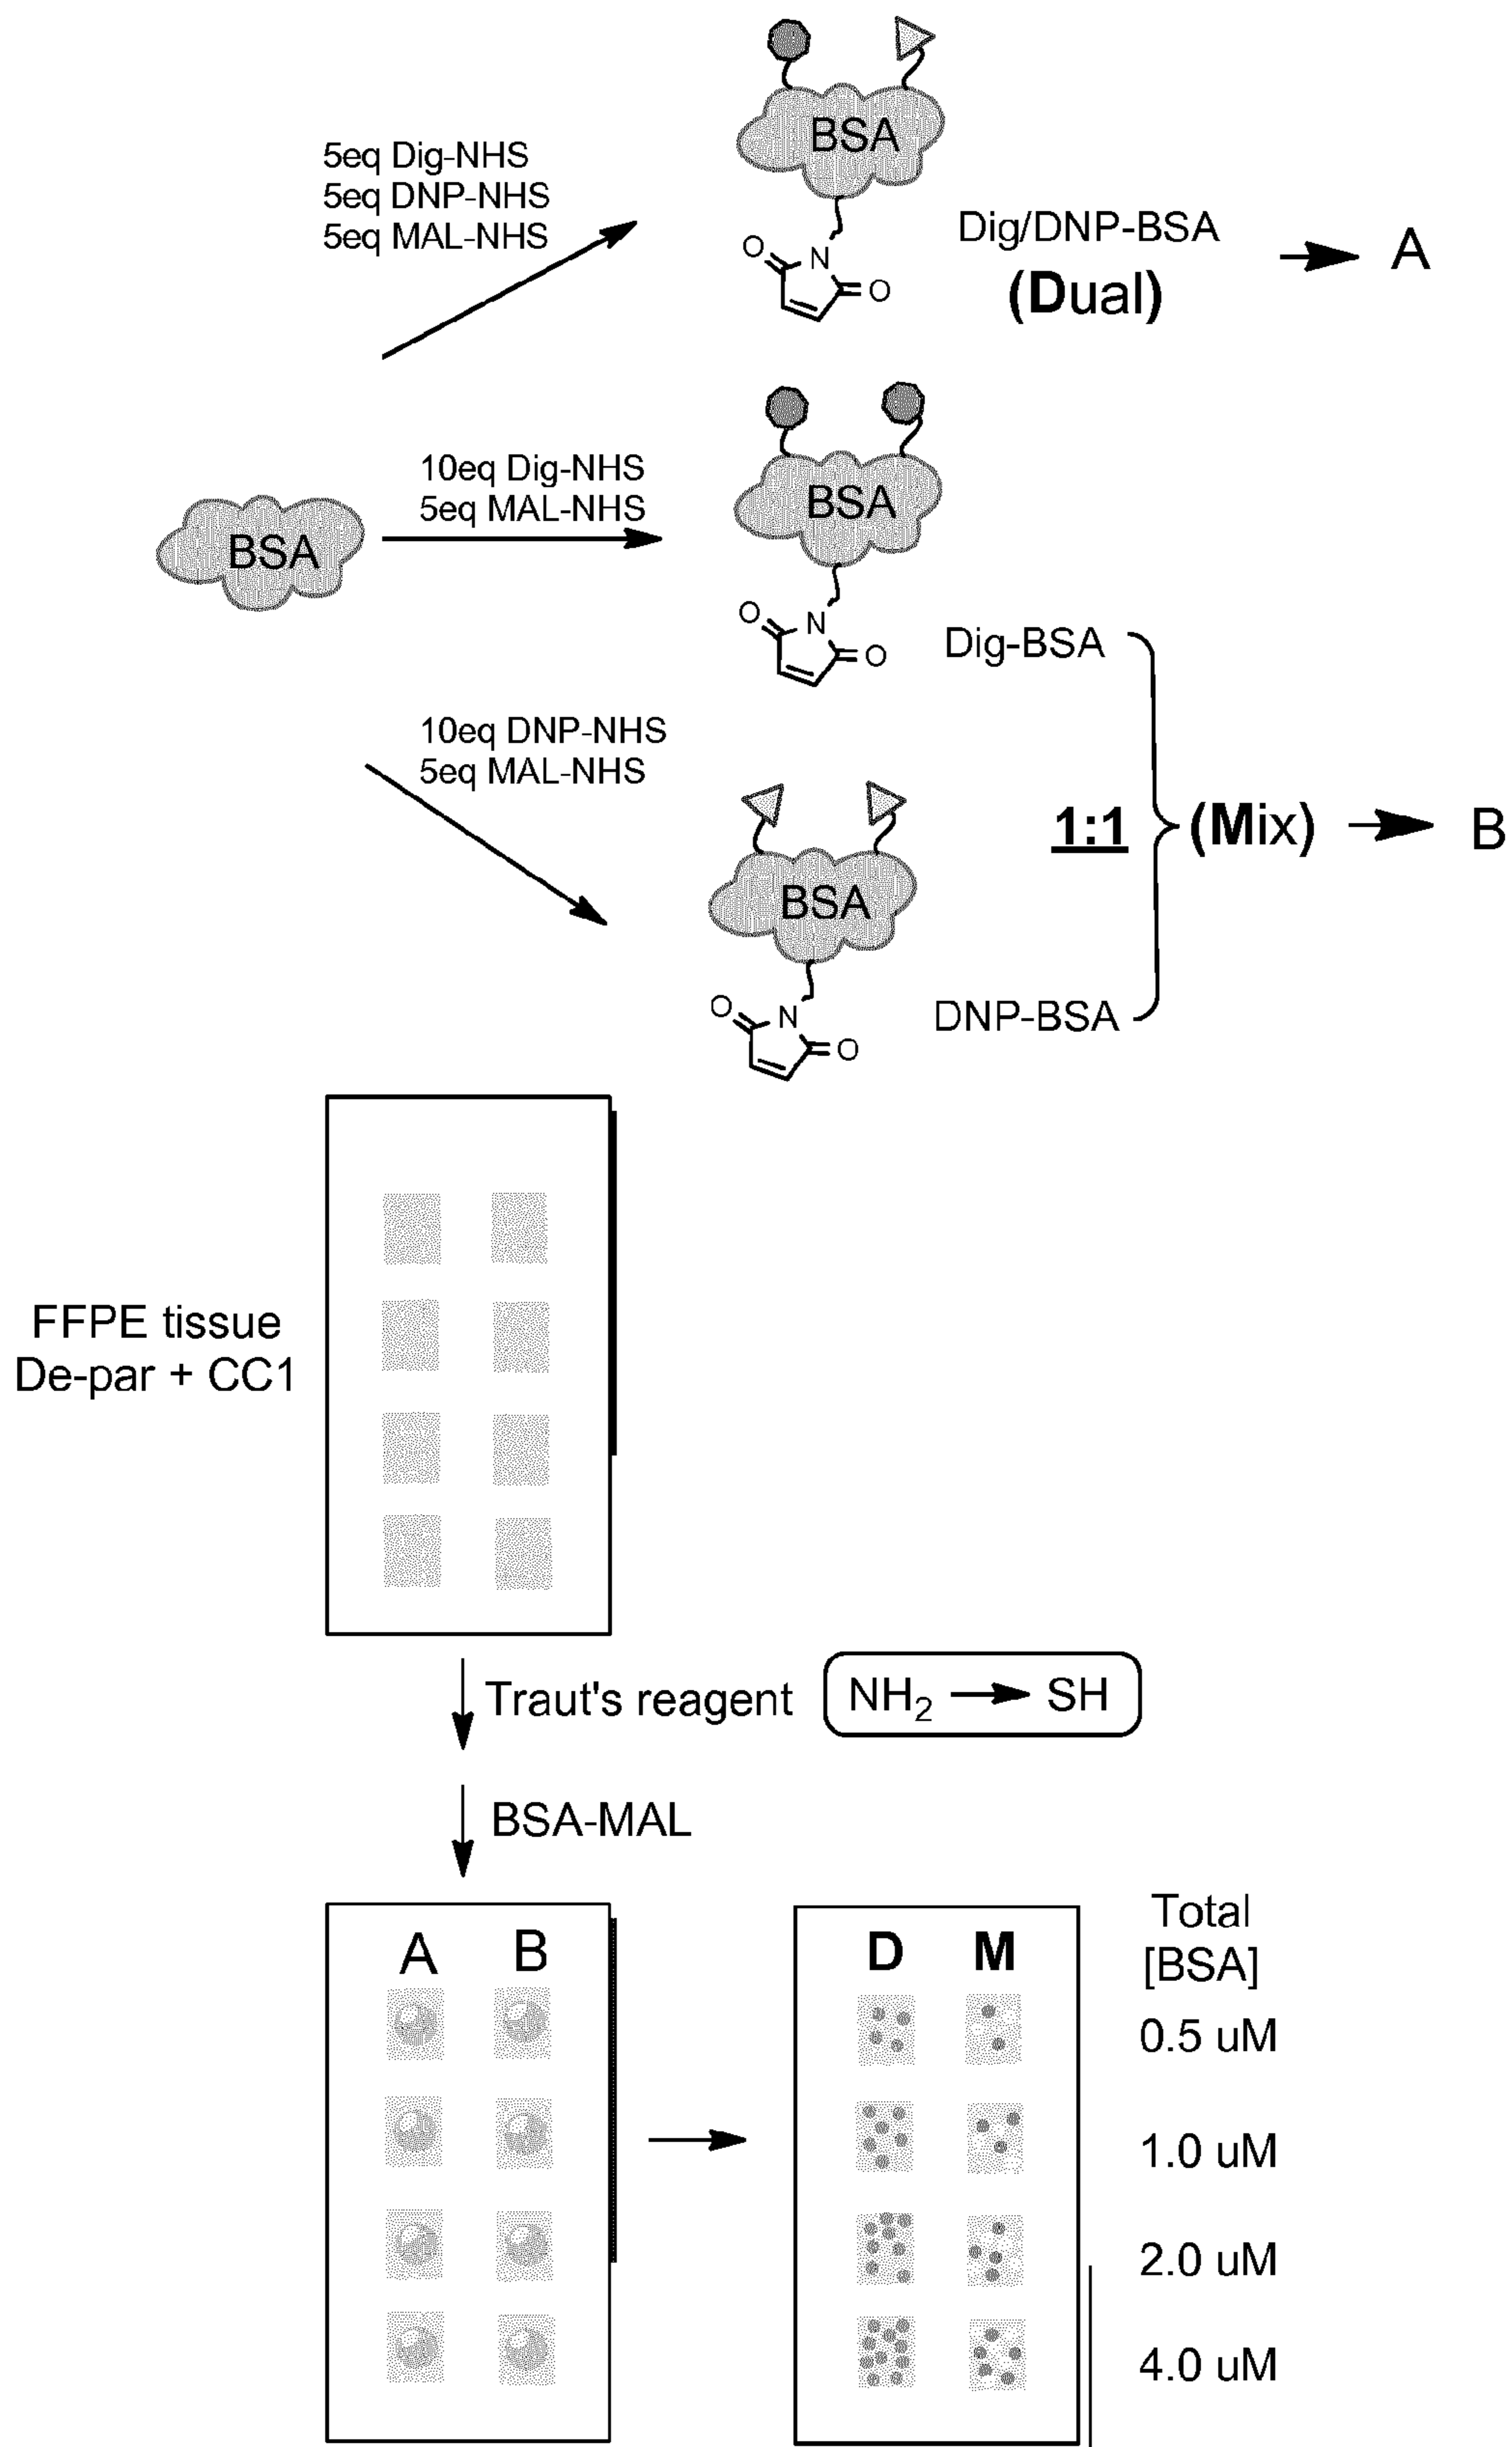 5eq Dig-NHS
5eq DNP-NHS
5eq MAL-NHS
BSA
O
N
O
Dig/DNP-BSA
(Dual)
A
10eq Dig-NHS
5eq MAL-NHS
BSA
BSA
O
N
O
Dig-BSA
10eq DNP-NHS
5eq MAL-NHS
1:1
(Mix)
B
BSA
O
N
O
DNP-BSA
FFPE tissue
De-par + CC1
Traut's reagent
NH2
SH
BSA-MAL
A B
D M
Total
[BSA]
0.5 uM
1.0 uM
2.0 uM
4.0 uM